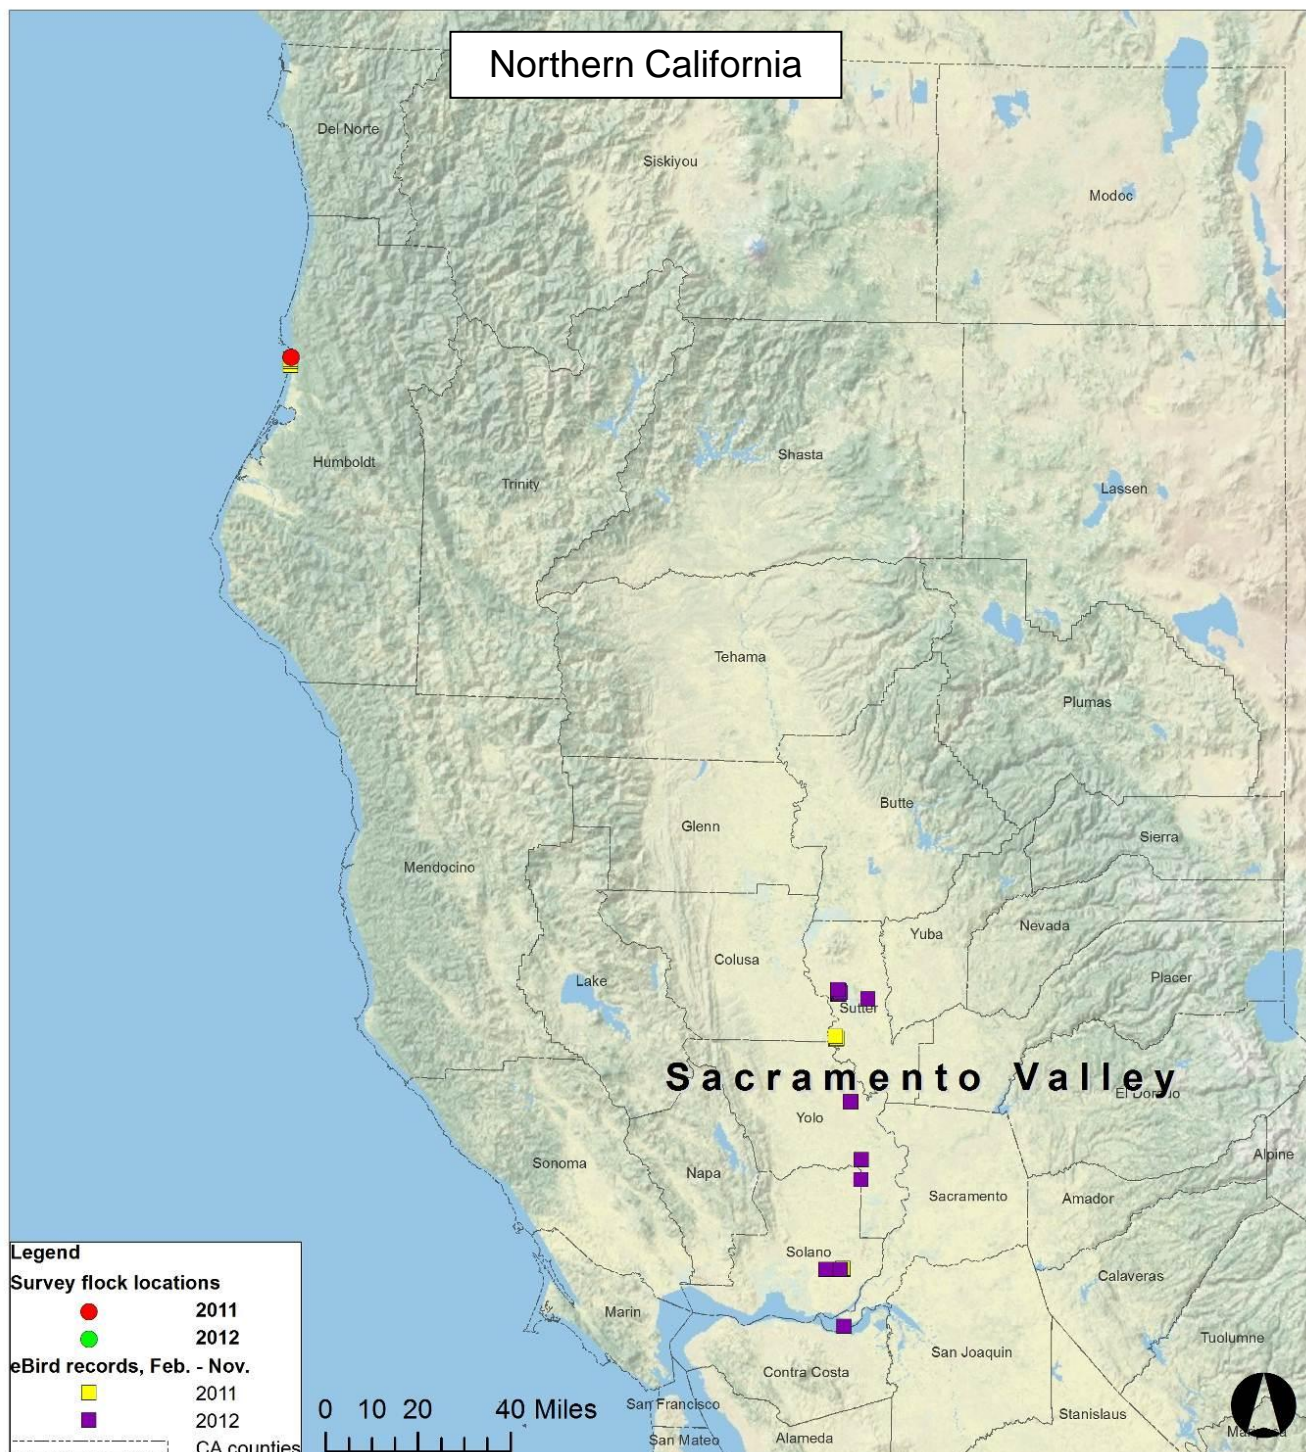 Northern California
Del Norte
Siskiyou
Modoc
Humboldt
Trinity
Shasta
Lassen
Tehama
Plumas
Butte
Glenn
Sierra
Mendocino
Nevada
Yuba
Colusa
Placer
Lake
Sutter
Sacramento Valley
El Dorado
Yolo
Alpine
Sonoma
Napa
Sacramento
Amador
Solano
Calaveras
Marin
Tuolumne
San Joaquin
Contra Costa
San Francisco
Stanislaus
San Mateo
Alameda
Legend
Survey flock locations
2011
2012
eBird records, Feb. - Nov.
2011
2012
CA counties
0 10 20 40 Miles